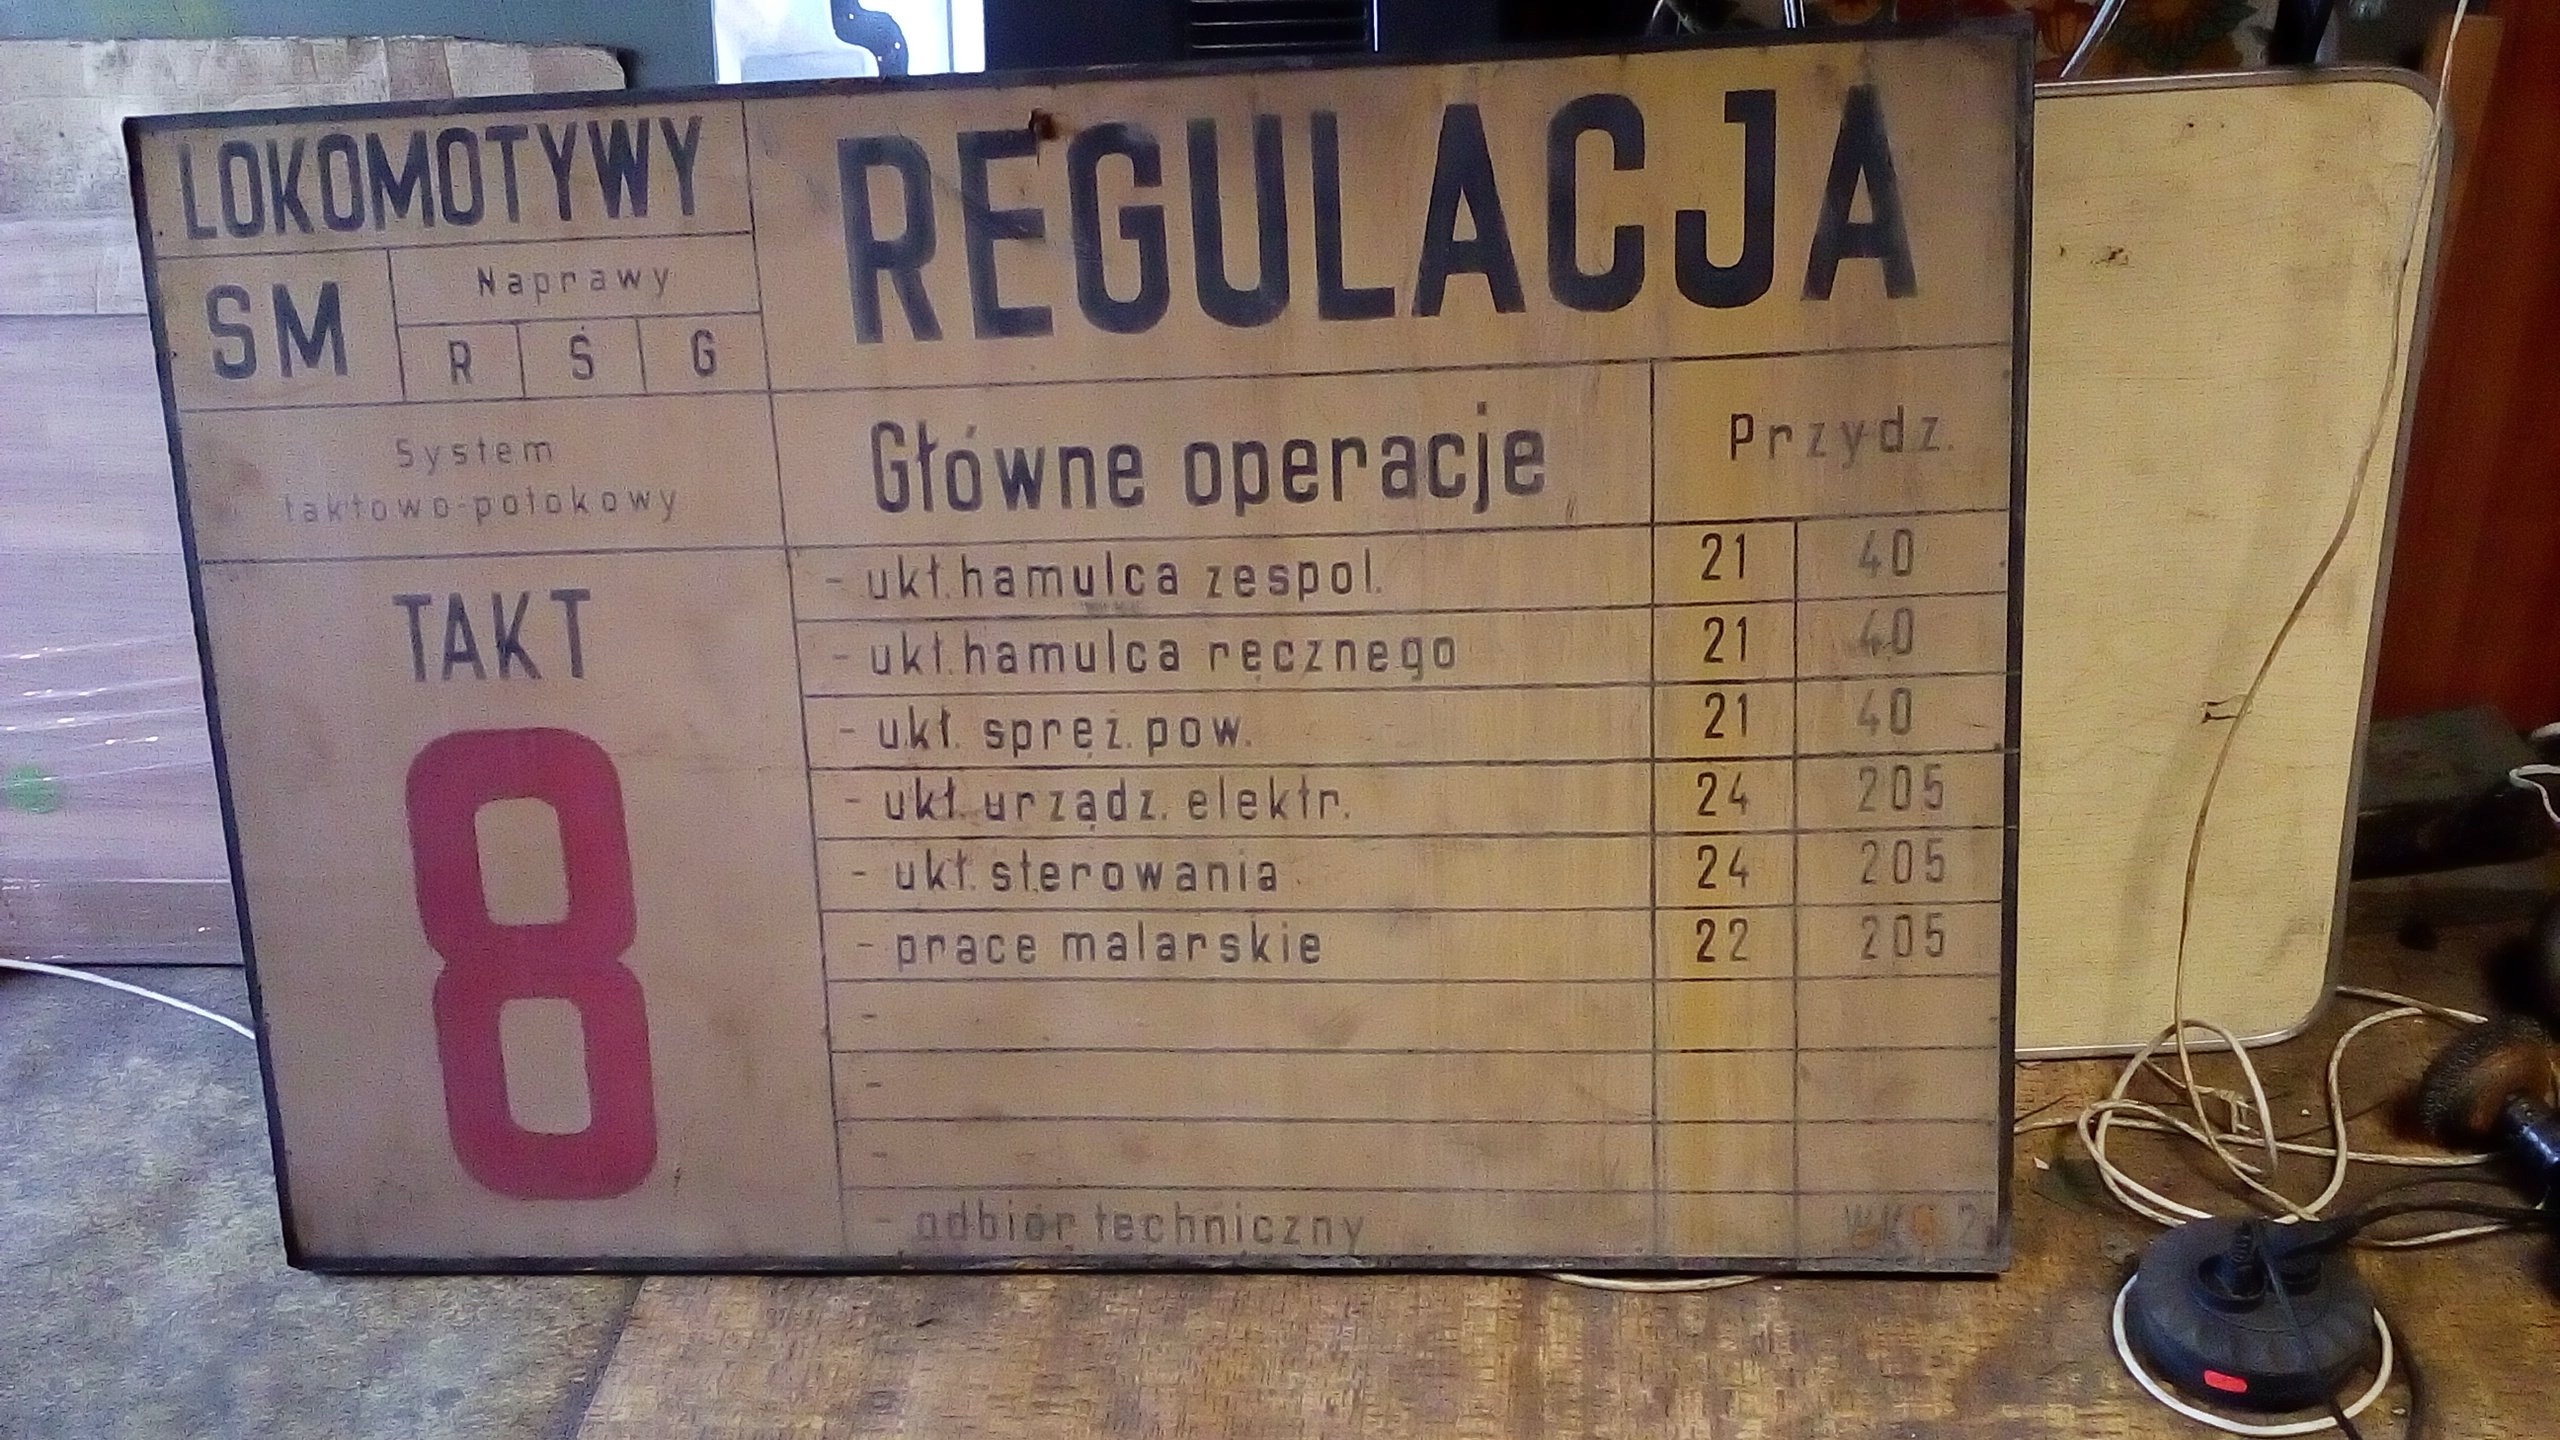 LOKOMOTYWY
SM
Naprawy
R Ś G
System
taktowo-potokowy
TAKT
8
REGULACJA
Główne operacje Przydz.
- ukł. hamulca zespol. 21 40
- ukł. hamulca ręcznego 21 40
- ukł. spręż. pow. 21 40
- ukł. urządz. elektr. 24 205
- ukł. sterowania 24 205
- prace malarskie 22 205
-
-
-
- odbiór techniczny